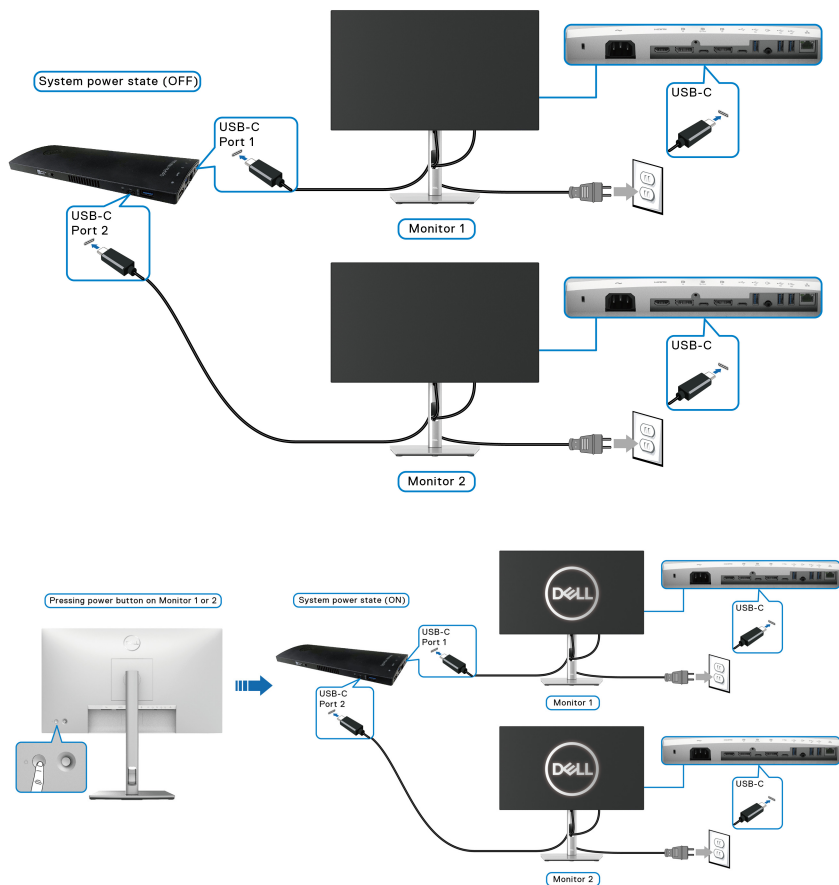 System power state (OFF)
USB-C
Port 1
USB-C
Monitor 1
USB-C
Port 2
USB-C
Monitor 2
Pressing power button on Monitor 1 or 2
System power state (ON)
DELL
USB-C
Port 1
USB-C
Monitor 1
USB-C
Port 2
DELL
USB-C
Monitor 2